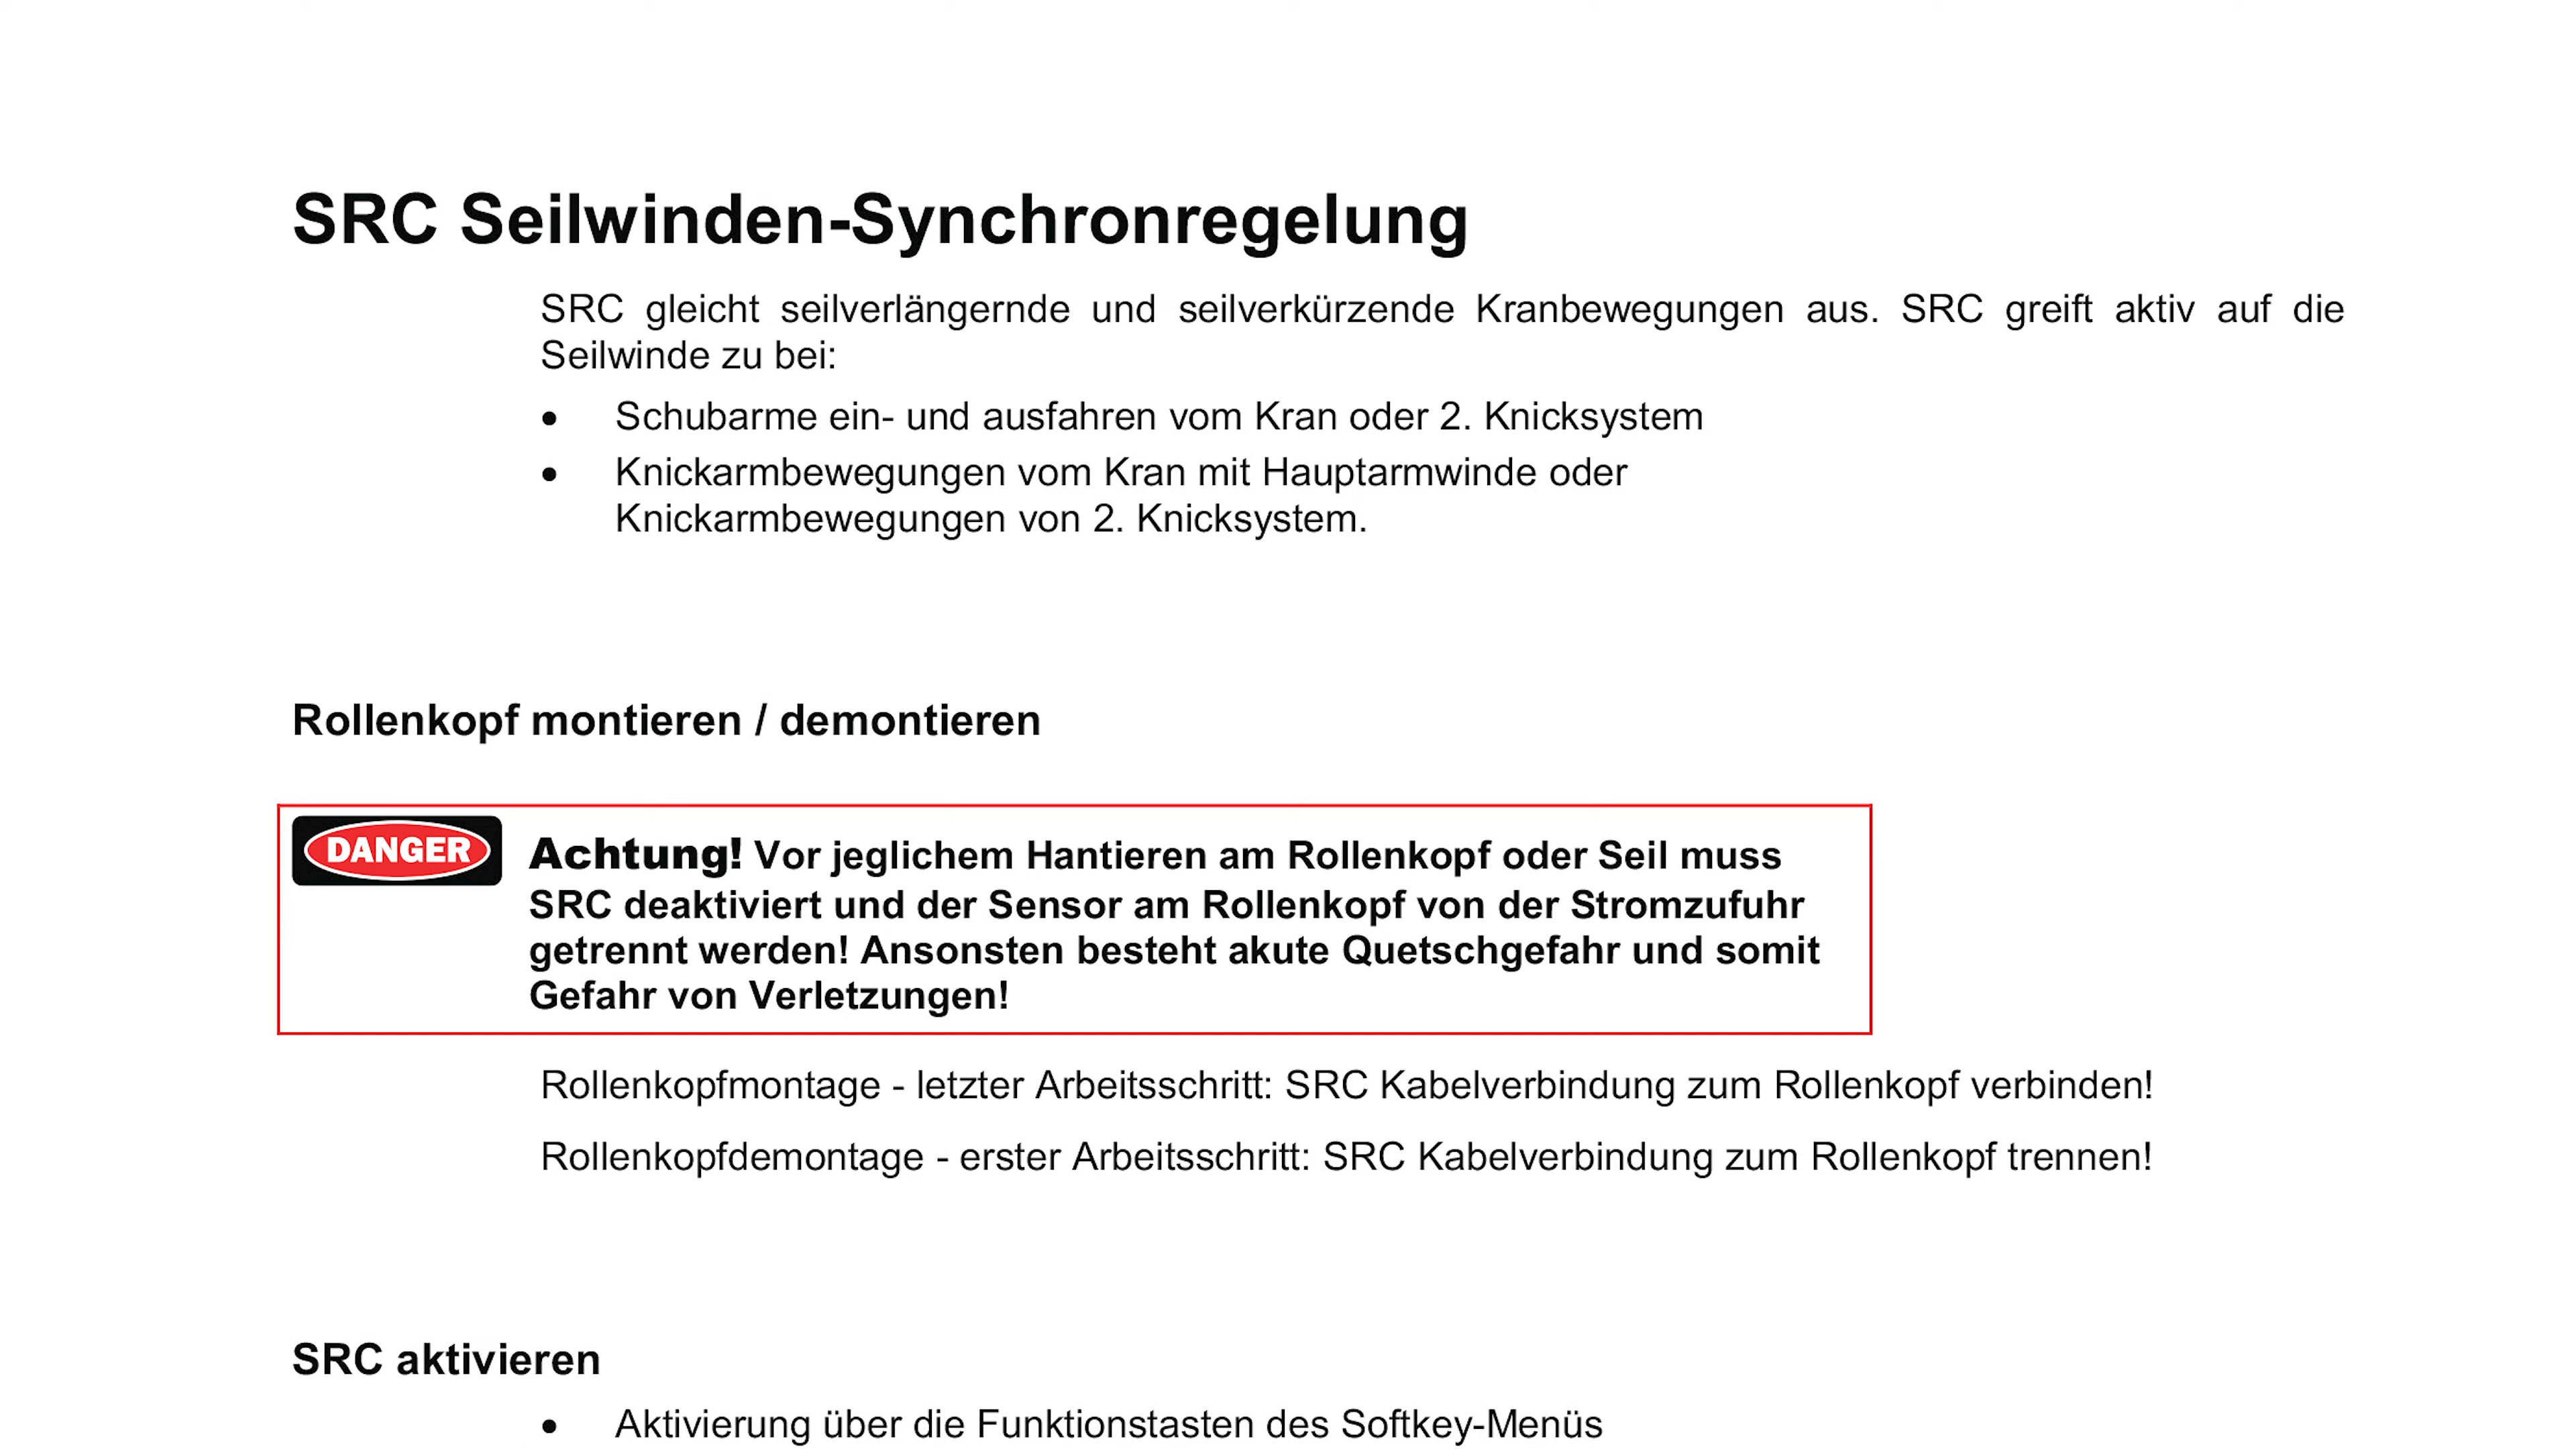 SRC Seilwinden-Synchronregelung
SRC gleicht seilverlängernde und seilverkürzende Kranbewegungen aus. SRC greift aktiv auf die
Seilwinde zu bei:
• Schubarme ein- und ausfahren vom Kran oder 2. Knicksystem
• Knickarmbewegungen vom Kran mit Hauptarmwinde oder
Knickarmbewegungen von 2. Knicksystem.
Rollenkopf montieren / demontieren
DANGER
Achtung! Vor jeglichem Hantieren am Rollenkopf oder Seil muss
SRC deaktiviert und der Sensor am Rollenkopf von der Stromzufuhr
getrennt werden! Ansonsten besteht akute Quetschgefahr und somit
Gefahr von Verletzungen!
Rollenkopfmontage - letzter Arbeitsschritt: SRC Kabelverbindung zum Rollenkopf verbinden!
Rollenkopfdemontage - erster Arbeitsschritt: SRC Kabelverbindung zum Rollenkopf trennen!
SRC aktivieren
• Aktivierung über die Funktionstasten des Softkey-Menüs